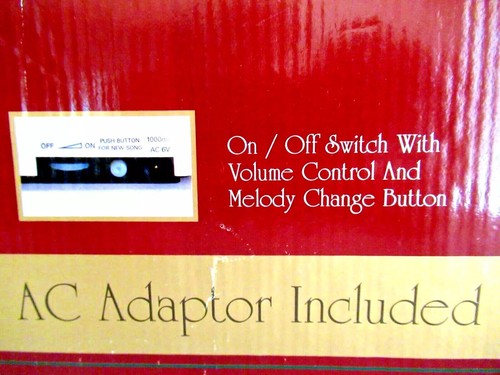 PUSH BUTTON 1000m
OFF ON FOR NEW SONG AC 6V
On / Off Switch With
Volume Control And
Melody Change Button
AC Adaptor Included